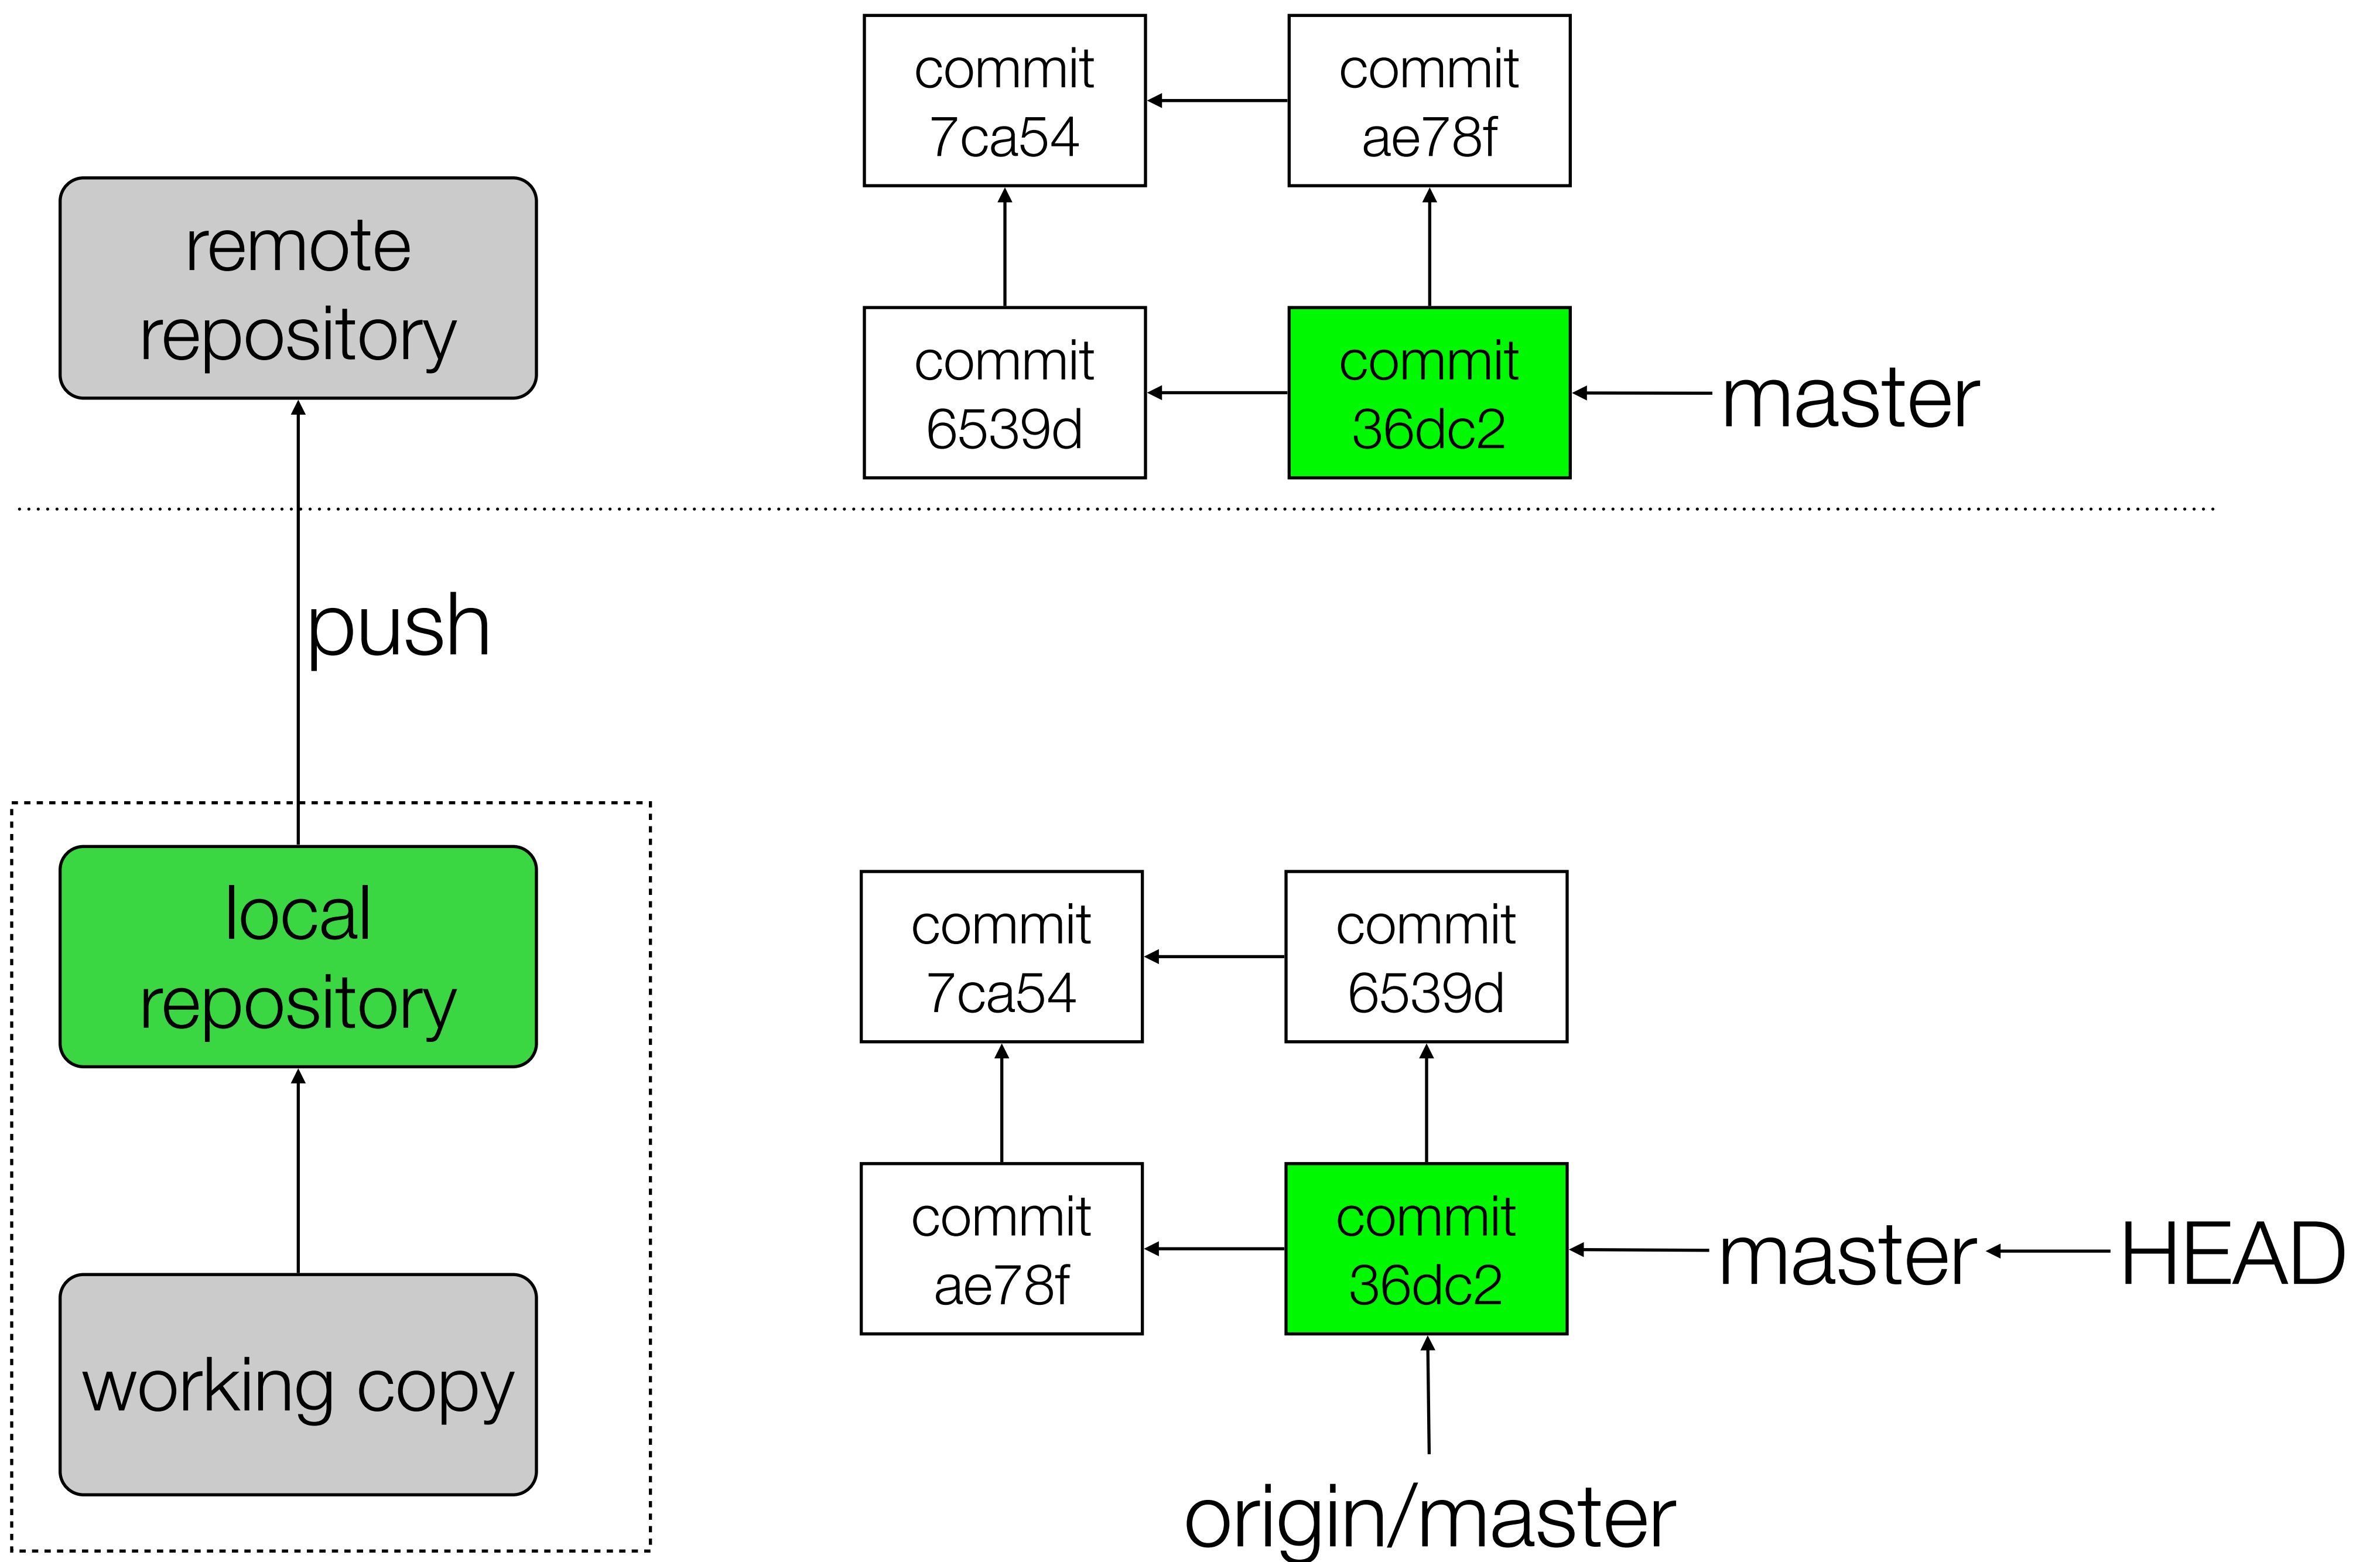 commit
7ca54
commit
ae78f
remote
repository
commit
6539d
commit
36dc2
master
push
local
repository
commit
7ca54
commit
6539d
working copy
commit
ae78f
commit
36dc2
master
HEAD
origin/master